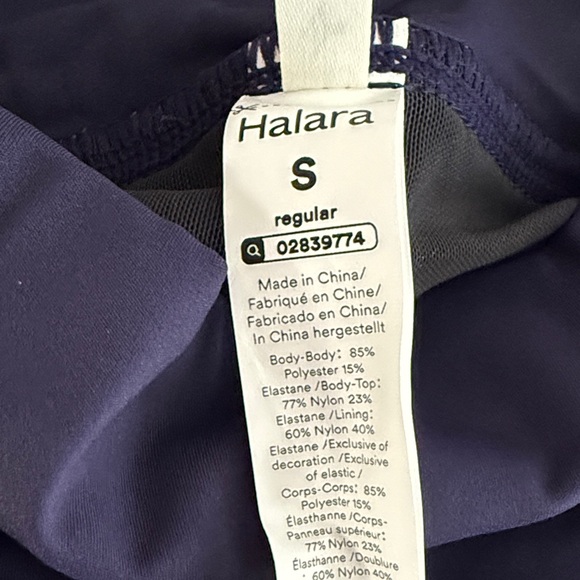 Halara
S
regular
02839774
Made in China/
Fabriqué en Chine/
Fabricado en China/
In China hergestellt
Body-Body: 85%
Polyester 15%
Elastane /Body-Top:
77% Nylon 23%
Elastane /Lining:
60% Nylon 40%
Elastane /Exclusive of
decoration /Exclusive
of elastic /
Corps-Corps: 85%
Polyester 15%
Élasthanne /Corps-
Panneau supérieur:
77% Nylon 23%
Élasthanne /Doublure
: 60% Nylon 40%